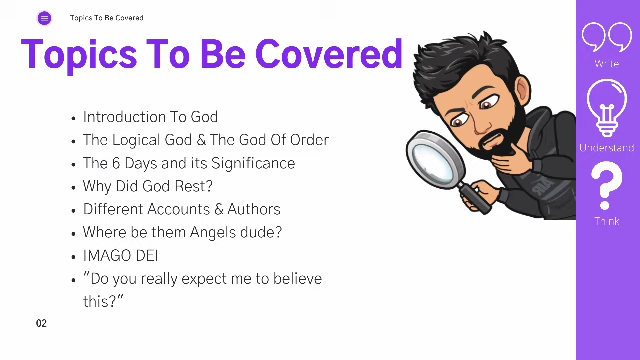 Topics To Be Covered
Topics To Be Covered
Introduction To God
The Logical God & The God Of Order
The 6 Days and its Significance
Why Did God Rest?
Different Accounts & Authors
Where be them Angels dude?
IMAGO DEI
"Do you really expect me to believe
this?"
02
Write
Understand
Think